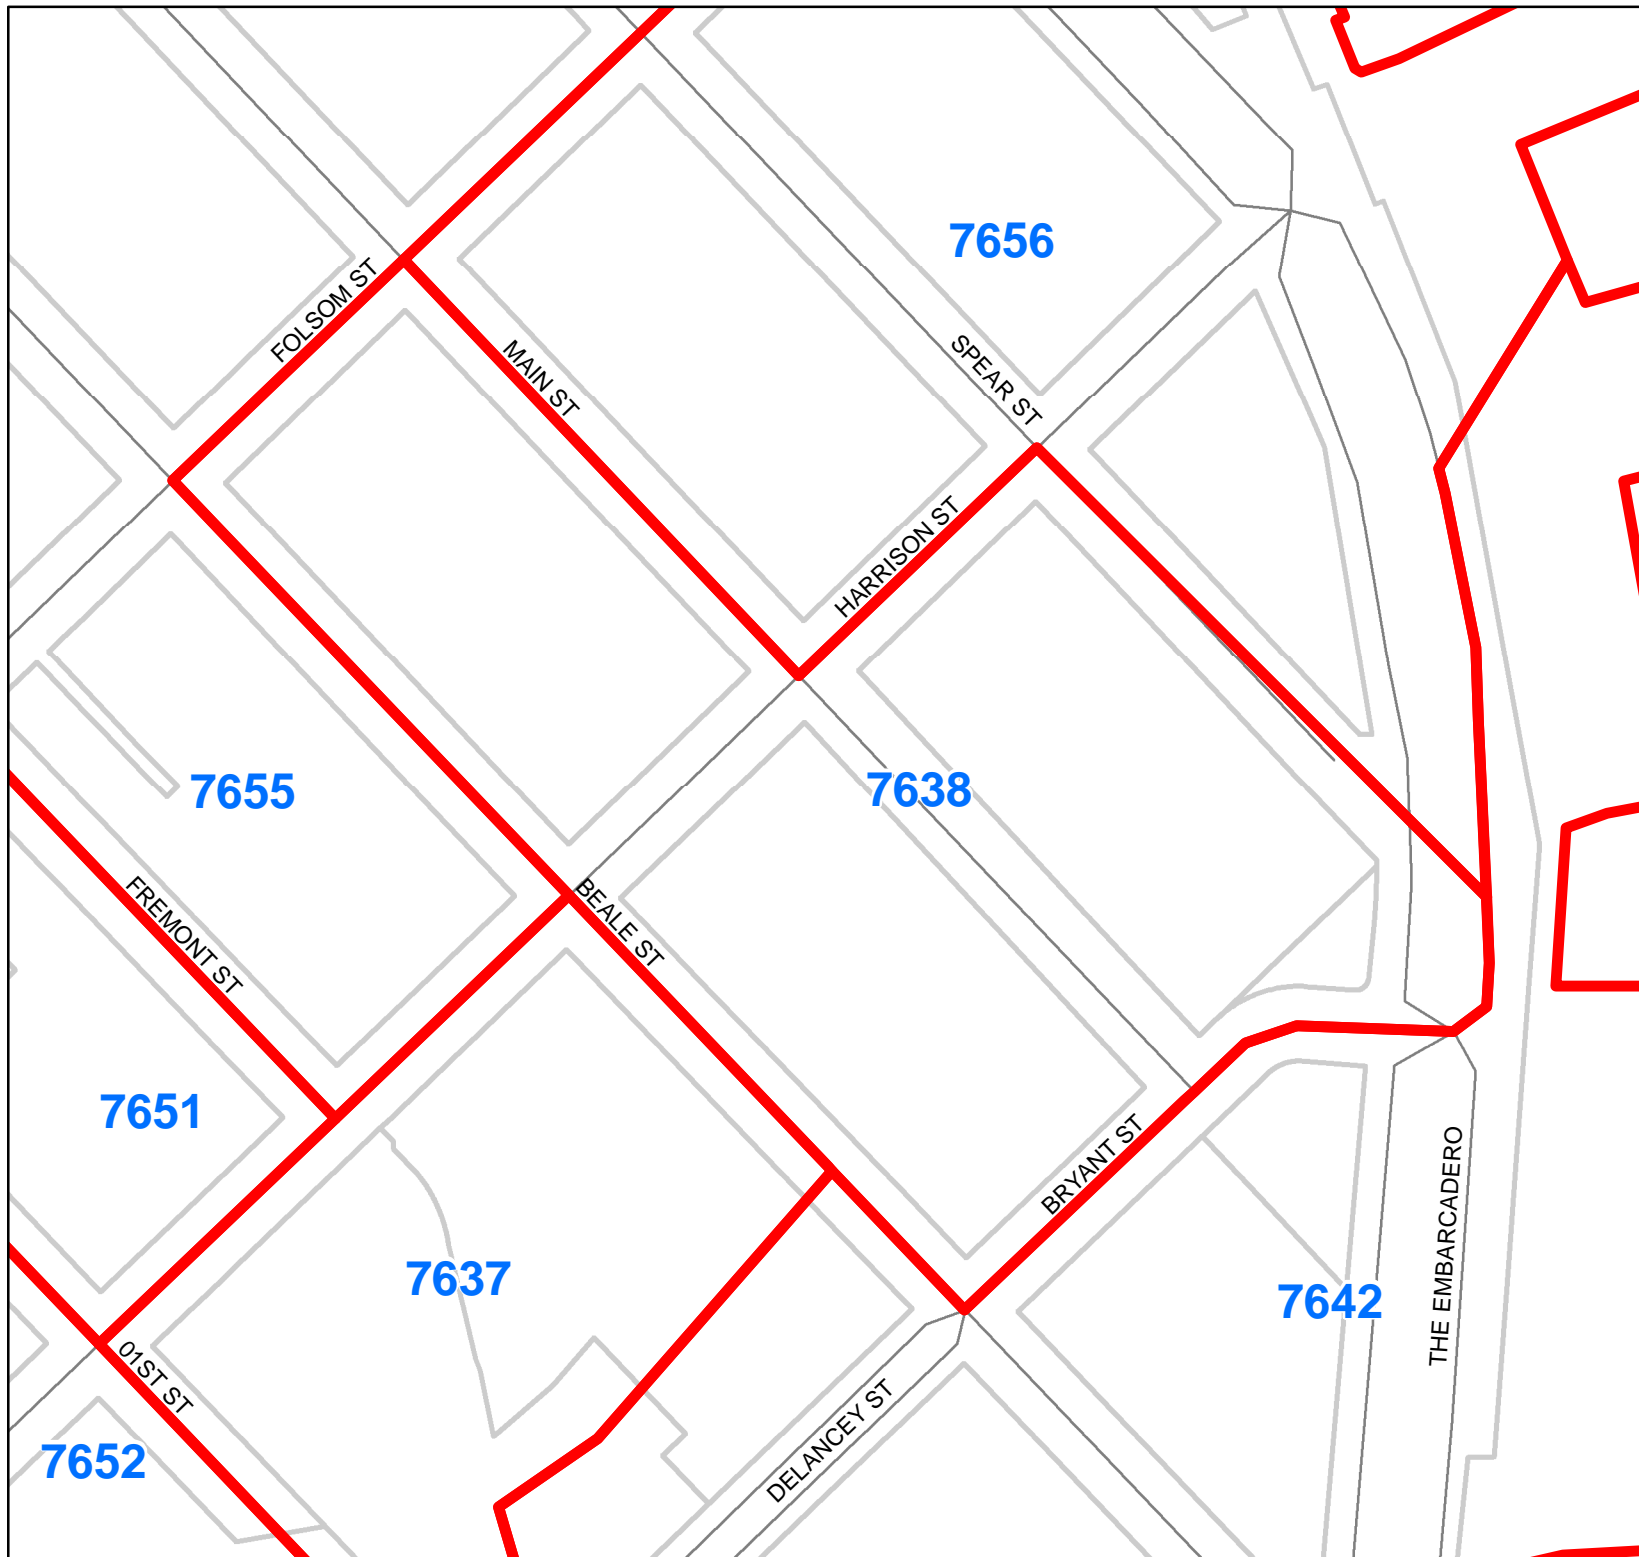 7656
FOLSOM ST
MAIN ST
SPEAR ST
HARRISON ST
7655
7638
BEALE ST
FREMONT ST
7651
BRYANT ST
THE EMBARCADERO
7637
7642
01ST ST
DELANCEY ST
7652